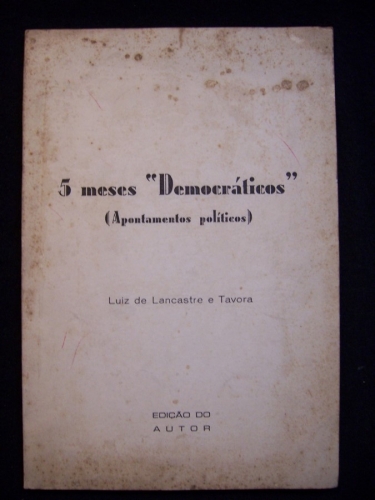 5 meses “Democráticos”
(Apontamentos políticos)
Luiz de Lancastre e Tavora
EDIÇÃO DO
AUTOR